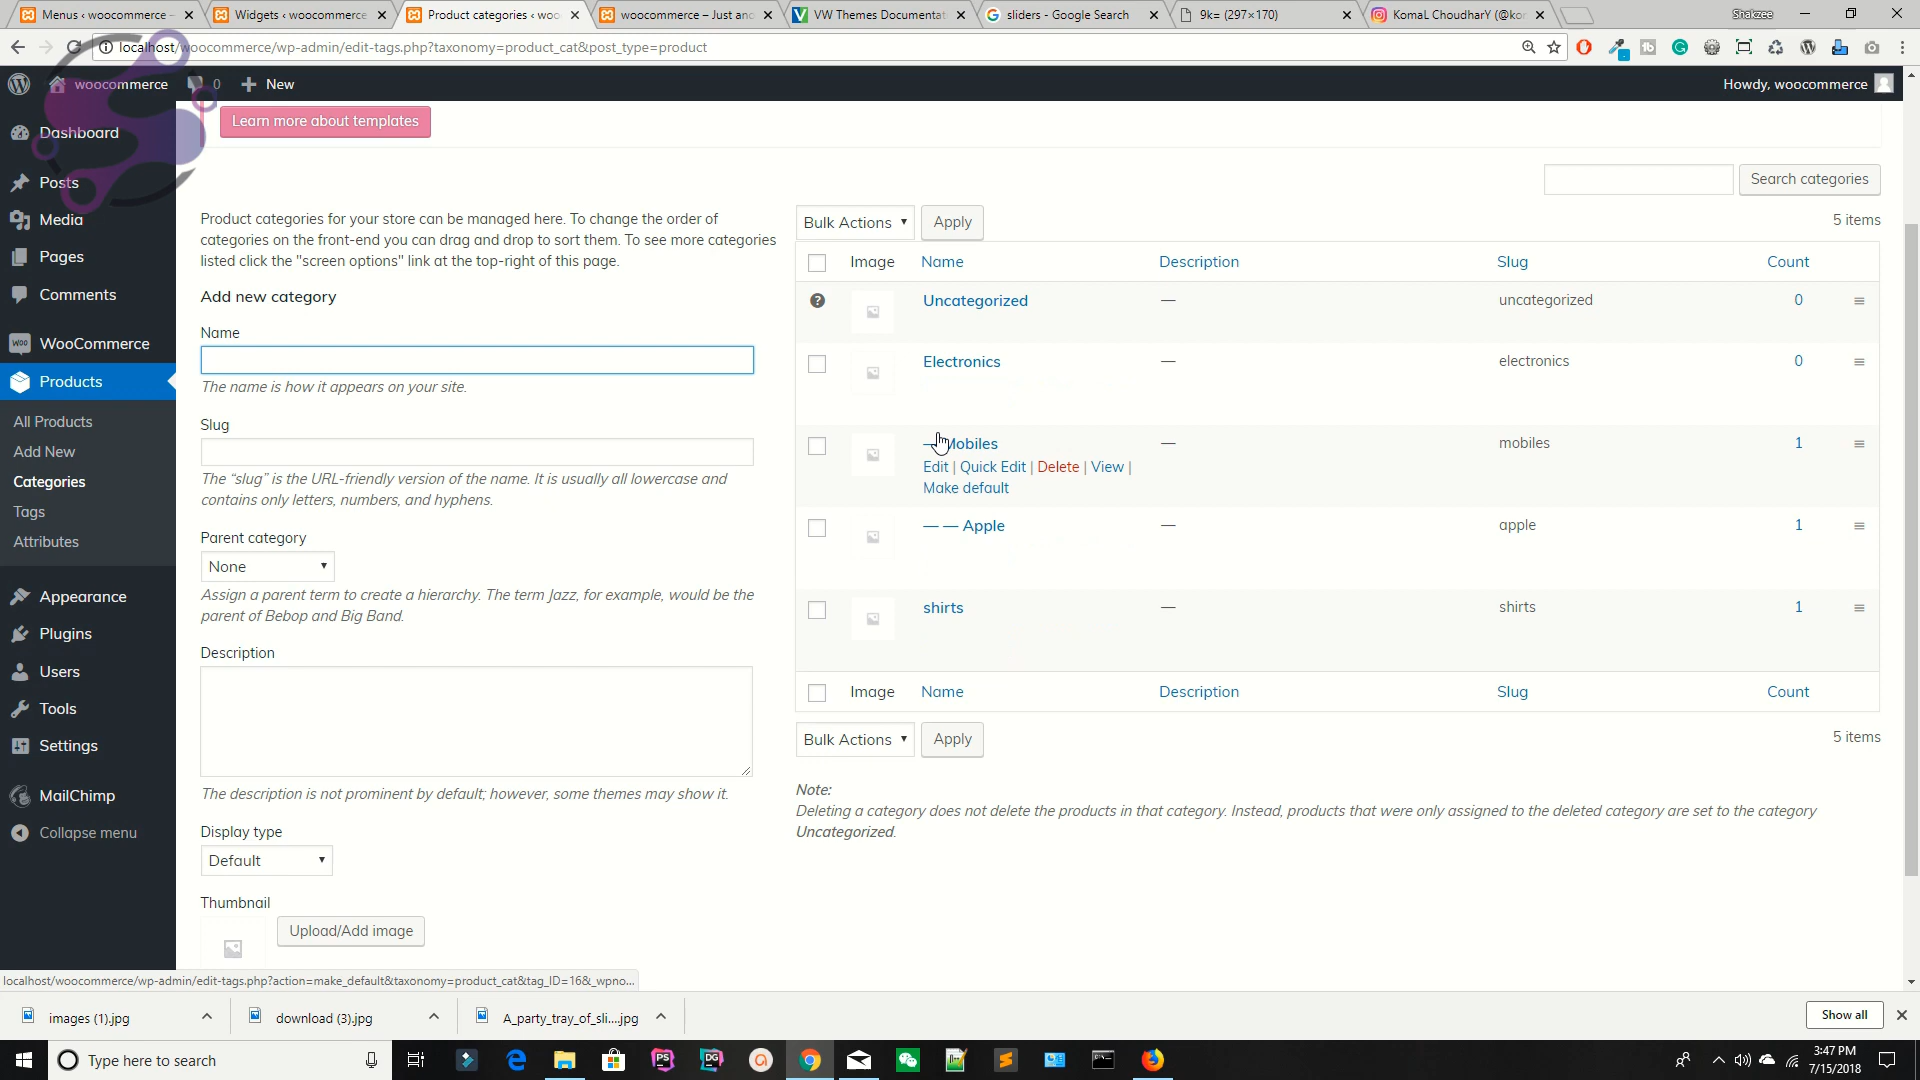 Menus ‹ woocommerce –
Widgets ‹ woocommerce
Product categories ‹ woo
woocommerce – Just ano
VW Themes Documentat
sliders - Google Search
9k= (297×170)
KomaL ChoudharY (@kor
Shakzee
localhost/woocommerce/wp-admin/edit-tags.php?taxonomy=product_cat&post_type=product
woocommerce
0
New
Howdy, woocommerce
Dashboard
Posts
Media
Pages
Comments
WooCommerce
Products
All Products
Add New
Categories
Tags
Attributes
Appearance
Plugins
Users
Tools
Settings
MailChimp
Collapse menu
Learn more about templates
Search categories
Product categories for your store can be managed here. To change the order of
categories on the front-end you can drag and drop to sort them. To see more categories
listed click the "screen options" link at the top-right of this page.
Add new category
Name
The name is how it appears on your site.
Slug
The “slug” is the URL-friendly version of the name. It is usually all lowercase and
contains only letters, numbers, and hyphens.
Parent category
None
Assign a parent term to create a hierarchy. The term Jazz, for example, would be the
parent of Bebop and Big Band.
Description
The description is not prominent by default; however, some themes may show it.
Display type
Default
Thumbnail
Upload/Add image
Bulk Actions Apply 5 items
Image Name Description Slug Count
Uncategorized — uncategorized 0
Electronics — electronics 0
— Mobiles — mobiles 1
Edit | Quick Edit | Delete | View |
Make default
— — Apple — apple 1
shirts — shirts 1
Image Name Description Slug Count
Bulk Actions Apply 5 items
Note:
Deleting a category does not delete the products in that category. Instead, products that were only assigned to the deleted category are set to the category
Uncategorized.
localhost/woocommerce/wp-admin/edit-tags.php?action=make_default&taxonomy=product_cat&tag_ID=16&_wpno...
images (1).jpg
download (3).jpg
A_party_tray_of_sli....jpg
Show all
Type here to search
3:47 PM
7/15/2018